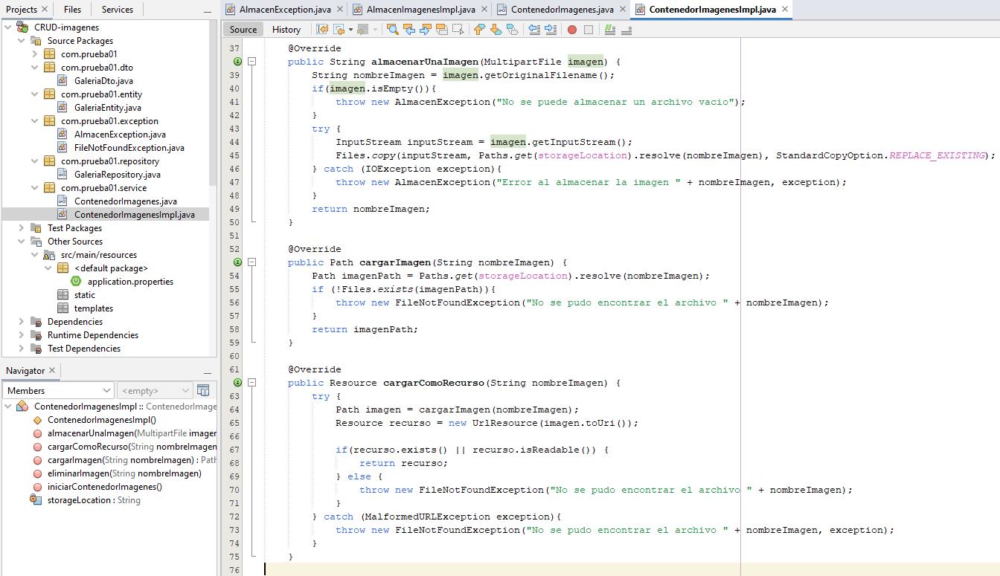 Projects Files Services
CRUD-imagenes
Source Packages
com.prueba01
com.prueba01.dto
GaleriaDto.java
com.prueba01.entity
GaleriaEntity.java
com.prueba01.exception
AlmacenException.java
FileNotFoundException.java
com.prueba01.repository
GaleriaRepository.java
com.prueba01.service
ContenedorImagenes.java
ContenedorImagenesImpl.java
Test Packages
Other Sources
src/main/resources
<default package>
application.properties
static
templates
Dependencies
Runtime Dependencies
Test Dependencies
Navigator
Members <empty>
ContenedorImagenesImpl :: ContenedorImage
ContenedorImagenesImpl()
almacenarUnaImagen(MultipartFile imagen
cargarComoRecurso(String nombreImagen
cargarImagen(String nombreImagen) : Path
eliminarImagen(String nombreImagen)
iniciarContenedorImagenes()
storageLocation : String
AlmacenException.java AlmacenImagenesImpl.java ContenedorImagenes.java ContenedorImagenesImpl.java
Source History
37 @Override
public String almacenarUnaImagen(MultipartFile imagen) {
39 String nombreImagen = imagen.getOriginalFilename();
40 if(imagen.isEmpty()){
41 throw new AlmacenException("No se puede almacenar un archivo vacio");
42 }
43 try {
44 InputStream inputStream = imagen.getInputStream();
45 Files.copy(inputStream, Paths.get(storageLocation).resolve(nombreImagen), StandardCopyOption.REPLACE_EXISTING);
46 } catch (IOException exception){
47 throw new AlmacenException("Error al almacenar la imagen " + nombreImagen, exception);
48 }
49 return nombreImagen;
50 }
51
52 @Override
public Path cargarImagen(String nombreImagen) {
54 Path imagenPath = Paths.get(storageLocation).resolve(nombreImagen);
55 if (!Files.exists(imagenPath)){
56 throw new FileNotFoundException("No se pudo encontrar el archivo " + nombreImagen);
57 }
58 return imagenPath;
59 }
60
61 @Override
public Resource cargarComoRecurso(String nombreImagen) {
63 try {
64 Path imagen = cargarImagen(nombreImagen);
65 Resource recurso = new UrlResource(imagen.toUri());
66
67 if(recurso.exists() || recurso.isReadable()) {
68 return recurso;
69 } else {
70 throw new FileNotFoundException("No se pudo encontrar el archivo " + nombreImagen);
71 }
72 } catch (MalformedURLException exception){
73 throw new FileNotFoundException("No se pudo encontrar el archivo " + nombreImagen, exception);
74 }
75 }
76